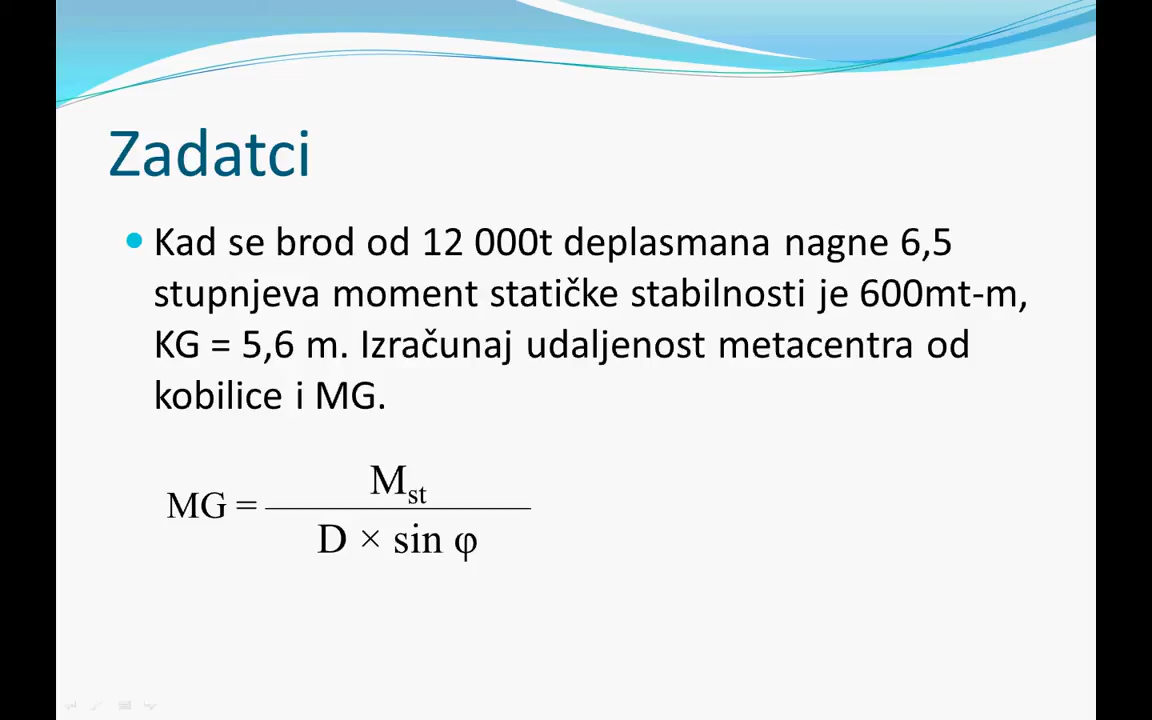 Zadatci
Kad se brod od 12 000t deplasmana nagne 6,5
stupnjeva moment statičke stabilnosti je 600mt-m,
KG = 5,6 m. Izračunaj udaljenost metacentra od
kobilice i MG.
MG = M_st / D × sin φ